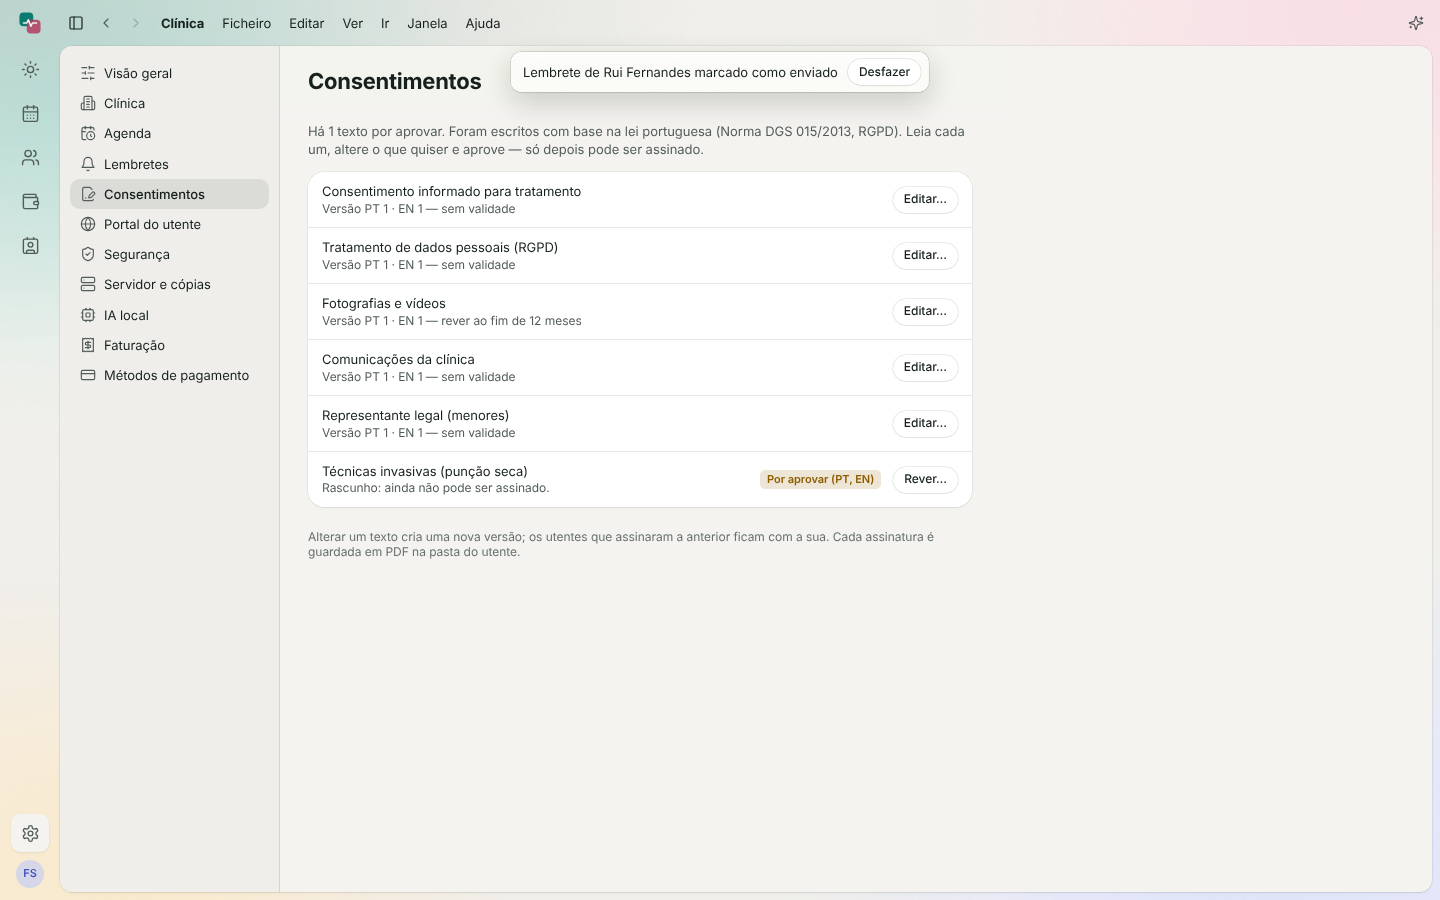 Clínica Ficheiro Editar Ver Ir Janela Ajuda
Visão geral
Clínica
Agenda
Lembretes
Consentimentos
Portal do utente
Segurança
Servidor e cópias
IA local
Faturação
Métodos de pagamento
FS
Consentimentos
Lembrete de Rui Fernandes marcado como enviado Desfazer
Há 1 texto por aprovar. Foram escritos com base na lei portuguesa (Norma DGS 015/2013, RGPD). Leia cada
um, altere o que quiser e aprove — só depois pode ser assinado.
Consentimento informado para tratamento
Versão PT 1 · EN 1 — sem validade
Editar...
Tratamento de dados pessoais (RGPD)
Versão PT 1 · EN 1 — sem validade
Editar...
Fotografias e vídeos
Versão PT 1 · EN 1 — rever ao fim de 12 meses
Editar...
Comunicações da clínica
Versão PT 1 · EN 1 — sem validade
Editar...
Representante legal (menores)
Versão PT 1 · EN 1 — sem validade
Editar...
Técnicas invasivas (punção seca)
Rascunho: ainda não pode ser assinado.
Por aprovar (PT, EN)
Rever...
Alterar um texto cria uma nova versão; os utentes que assinaram a anterior ficam com a sua. Cada assinatura é
guardada em PDF na pasta do utente.